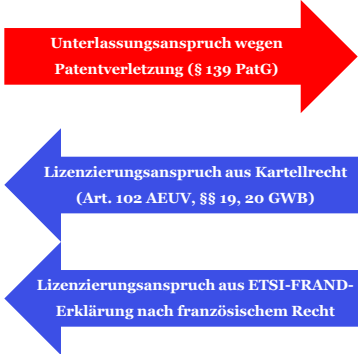 Unterlassungsanspruch wegen
Patentverletzung (§ 139 PatG)
Lizenzierungsanspruch aus Kartellrecht
(Art. 102 AEUV, §§ 19, 20 GWB)
Lizenzierungsanspruch aus ETSI-FRAND-
Erklärung nach französischem Recht